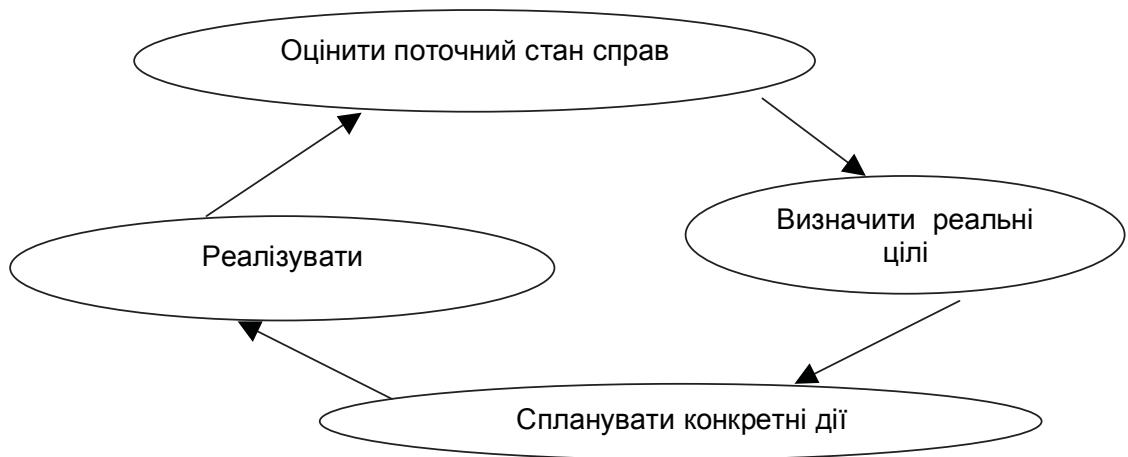 Оцінити поточний стан справ
Визначити реальні
цілі
Реалізувати
Спланувати конкретні дії